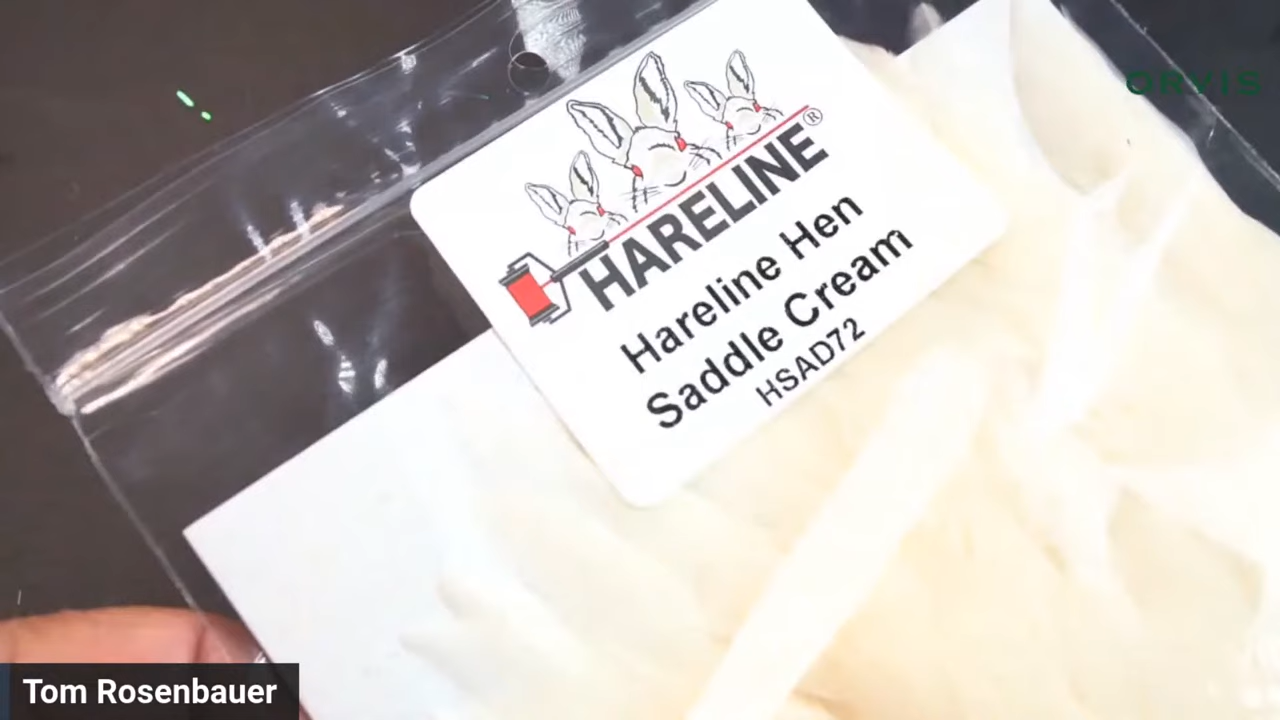 ORVIS
HARELINE®
Hareline Hen
Saddle Cream
HSAD72
Tom Rosenbauer